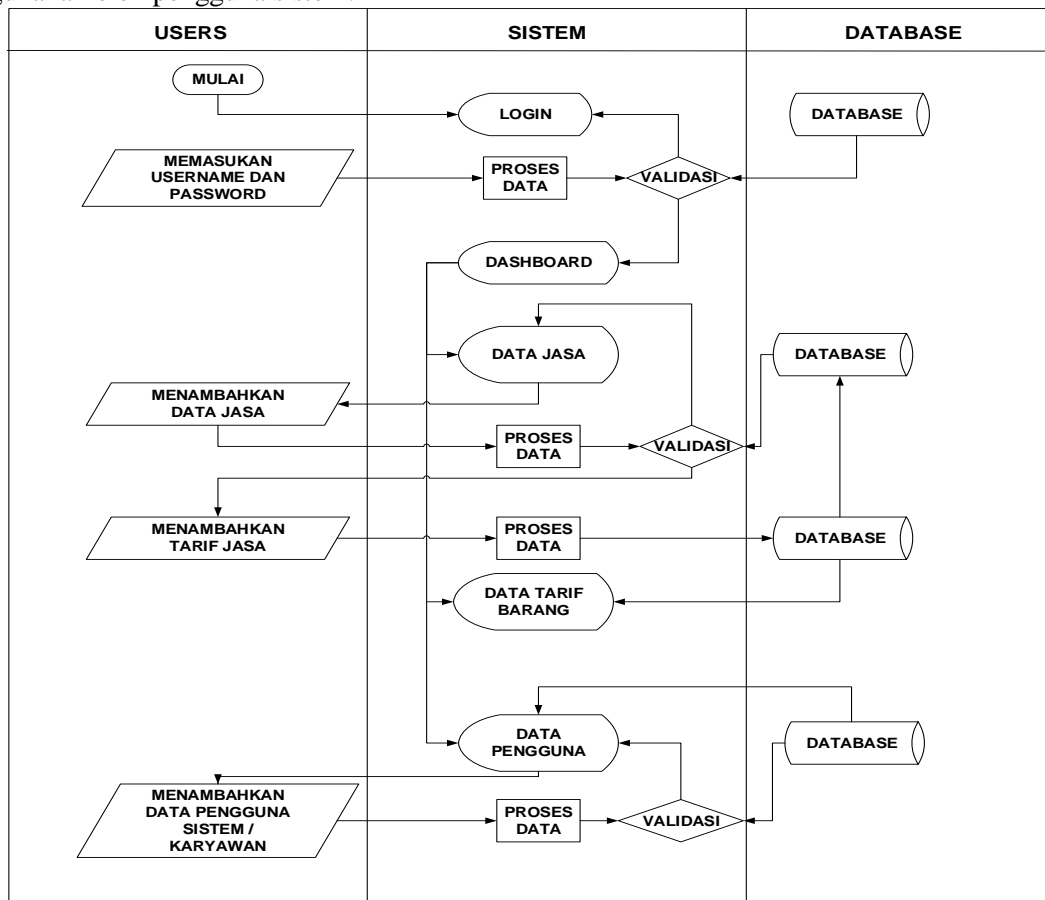 USERS
SISTEM
DATABASE
MULAI
LOGIN
DATABASE
MEMASUKAN
USERNAME DAN
PASSWORD
PROSES
DATA
VALIDASI
DASHBOARD
DATA JASA
DATABASE
MENAMBAHKAN
DATA JASA
PROSES
DATA
VALIDASI
MENAMBAHKAN
TARIF JASA
PROSES
DATA
DATABASE
DATA TARIF
BARANG
DATA
PENGGUNA
DATABASE
MENAMBAHKAN
DATA PENGGUNA
SISTEM /
KARYAWAN
PROSES
DATA
VALIDASI